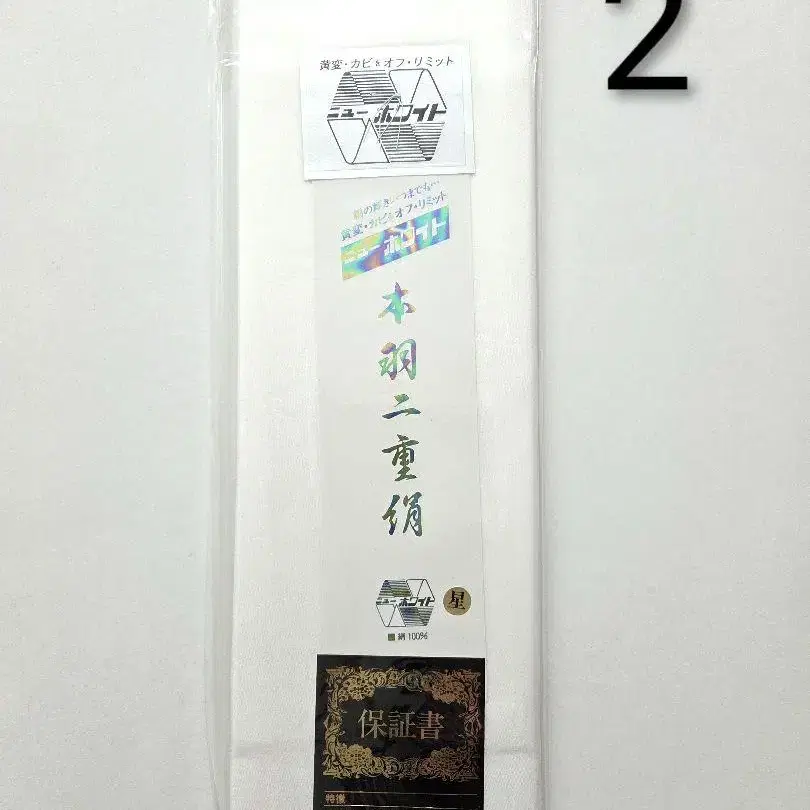 2
黄変・カビをオフ・リミット
ニューホワイト
絹の輝きいつまでも…
黄変・カビをオフ・リミット
ニューホワイト
本羽二重絹
ニューホワイト
星
絹100%
保証書
特徴